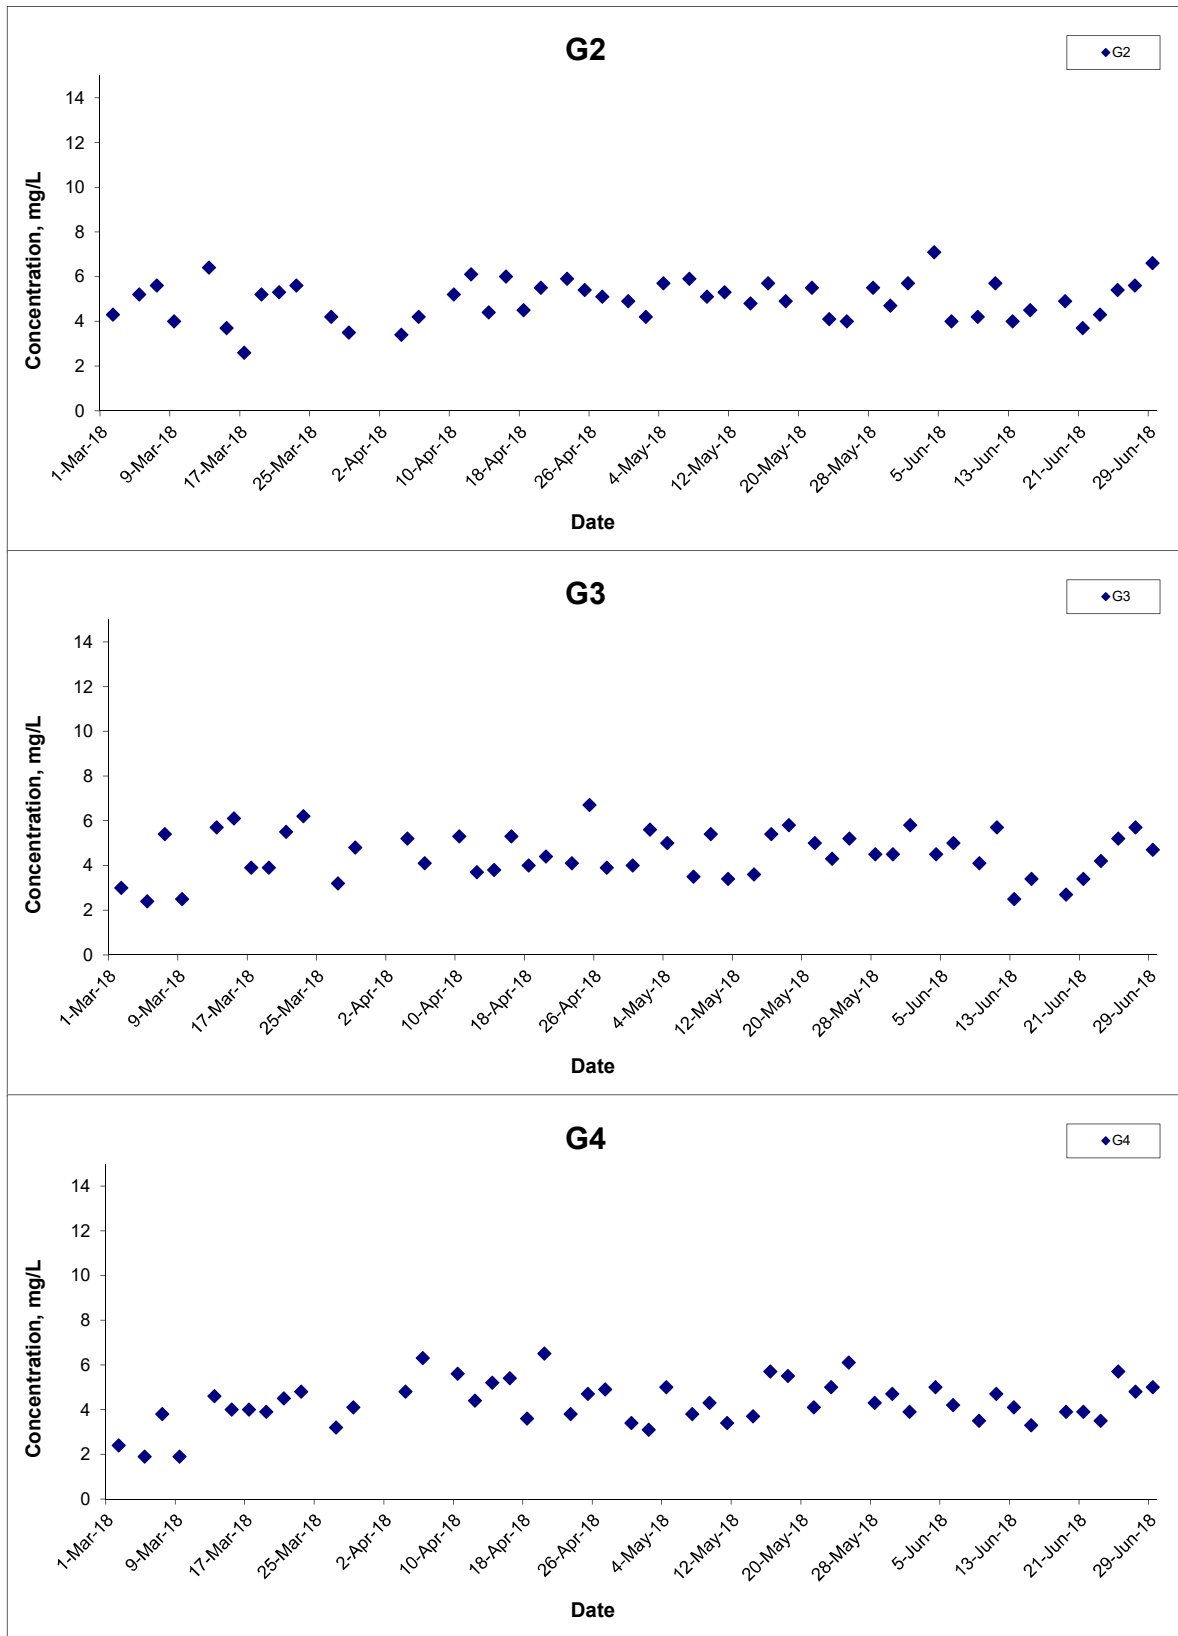 G2
G2
14
12
10
8
6
4
2
0
Concentration, mg/L
1-Mar-18
9-Mar-18
17-Mar-18
25-Mar-18
2-Apr-18
10-Apr-18
18-Apr-18
26-Apr-18
4-May-18
12-May-18
20-May-18
28-May-18
5-Jun-18
13-Jun-18
21-Jun-18
29-Jun-18
Date
G3
G3
14
12
10
8
6
4
2
0
Concentration, mg/L
1-Mar-18
9-Mar-18
17-Mar-18
25-Mar-18
2-Apr-18
10-Apr-18
18-Apr-18
26-Apr-18
4-May-18
12-May-18
20-May-18
28-May-18
5-Jun-18
13-Jun-18
21-Jun-18
29-Jun-18
Date
G4
G4
14
12
10
8
6
4
2
0
Concentration, mg/L
1-Mar-18
9-Mar-18
17-Mar-18
25-Mar-18
2-Apr-18
10-Apr-18
18-Apr-18
26-Apr-18
4-May-18
12-May-18
20-May-18
28-May-18
5-Jun-18
13-Jun-18
21-Jun-18
29-Jun-18
Date